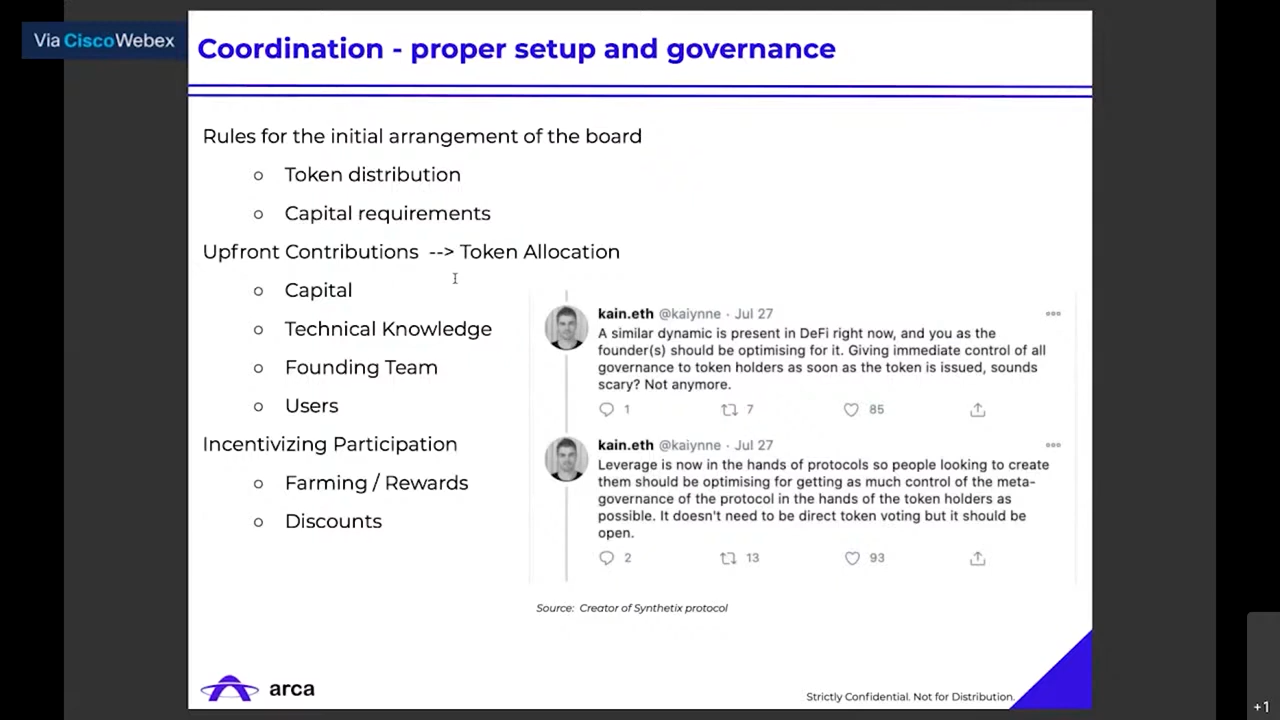 Via Cisco Webex
Coordination - proper setup and governance
Rules for the initial arrangement of the board
Token distribution
Capital requirements
Upfront Contributions --> Token Allocation
Capital
Technical Knowledge
Founding Team
Users
Incentivizing Participation
Farming / Rewards
Discounts
kain.eth @kaiynne · Jul 27
A similar dynamic is present in DeFi right now, and you as the
founder(s) should be optimising for it. Giving immediate control of all
governance to token holders as soon as the token is issued, sounds
scary? Not anymore.
1 7 85
kain.eth @kaiynne · Jul 27
Leverage is now in the hands of protocols so people looking to create
them should be optimising for getting as much control of the meta-
governance of the protocol in the hands of the token holders as
possible. It doesn't need to be direct token voting but it should be
open.
2 13 93
Source: Creator of Synthetix protocol
arca
Strictly Confidential. Not for Distribution.
+1